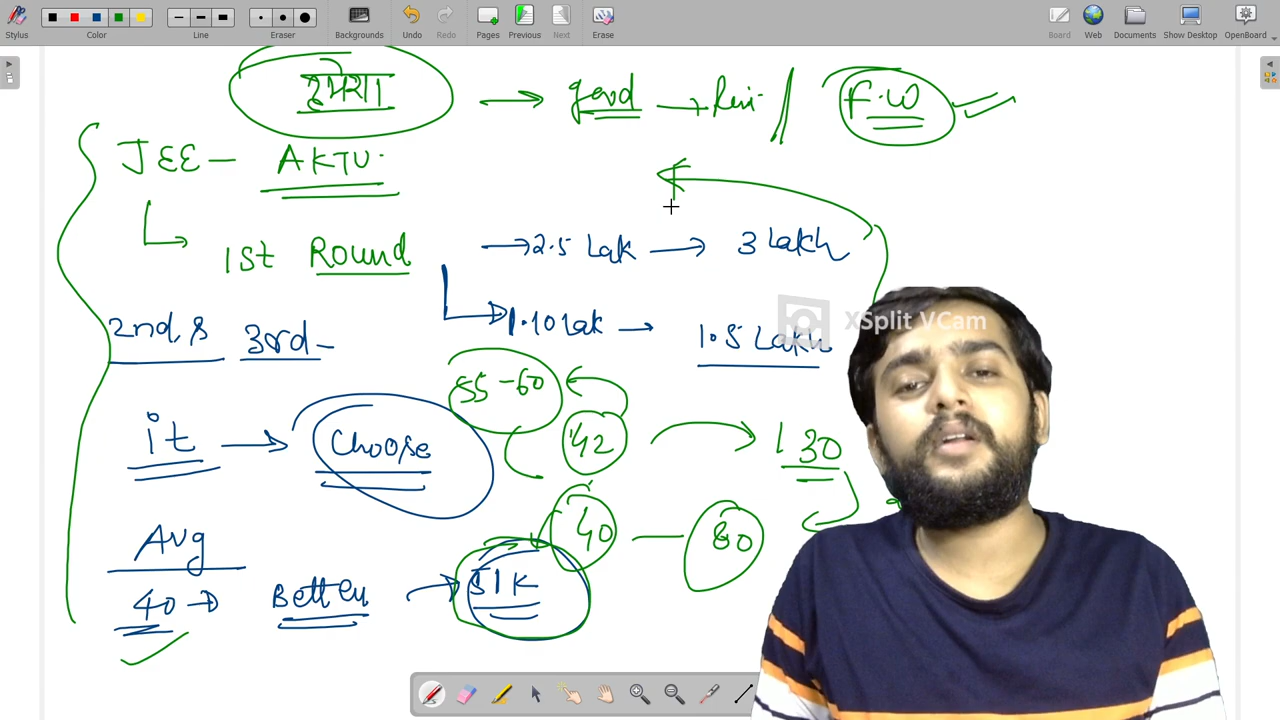 Stylus Color Line Eraser Backgrounds Undo Redo Pages Previous Next Erase Board Web Documents Show Desktop OpenBoard
good → / F.W
JEE - AKTU.
1st Round → 2.5 Lak → 3 Lakh
2nd, & 3rd - → 1.10 Lak → 1.5 Lakh
XSplit VCam
55-60
it → Choose 42 130
Avg 40 - 80
40 → Better → 51K